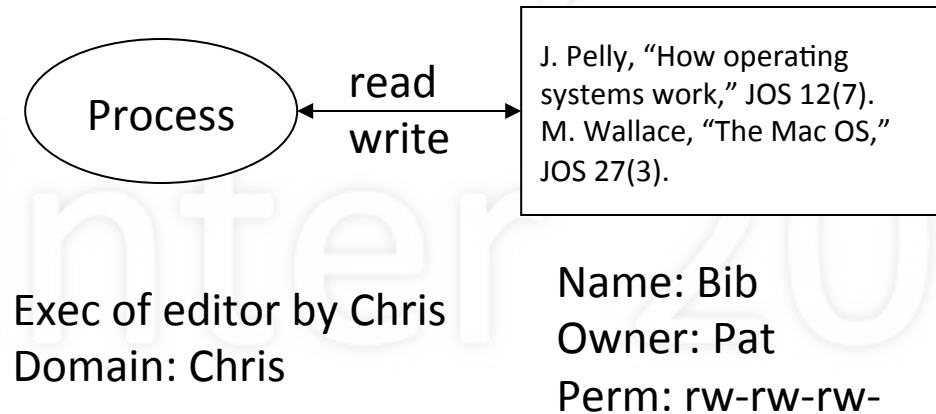 Process
read
write
J. Pelly, “How operating
systems work,” JOS 12(7).
M. Wallace, “The Mac OS,”
JOS 27(3).
Exec of editor by Chris
Domain: Chris
Name: Bib
Owner: Pat
Perm: rw-rw-rw-